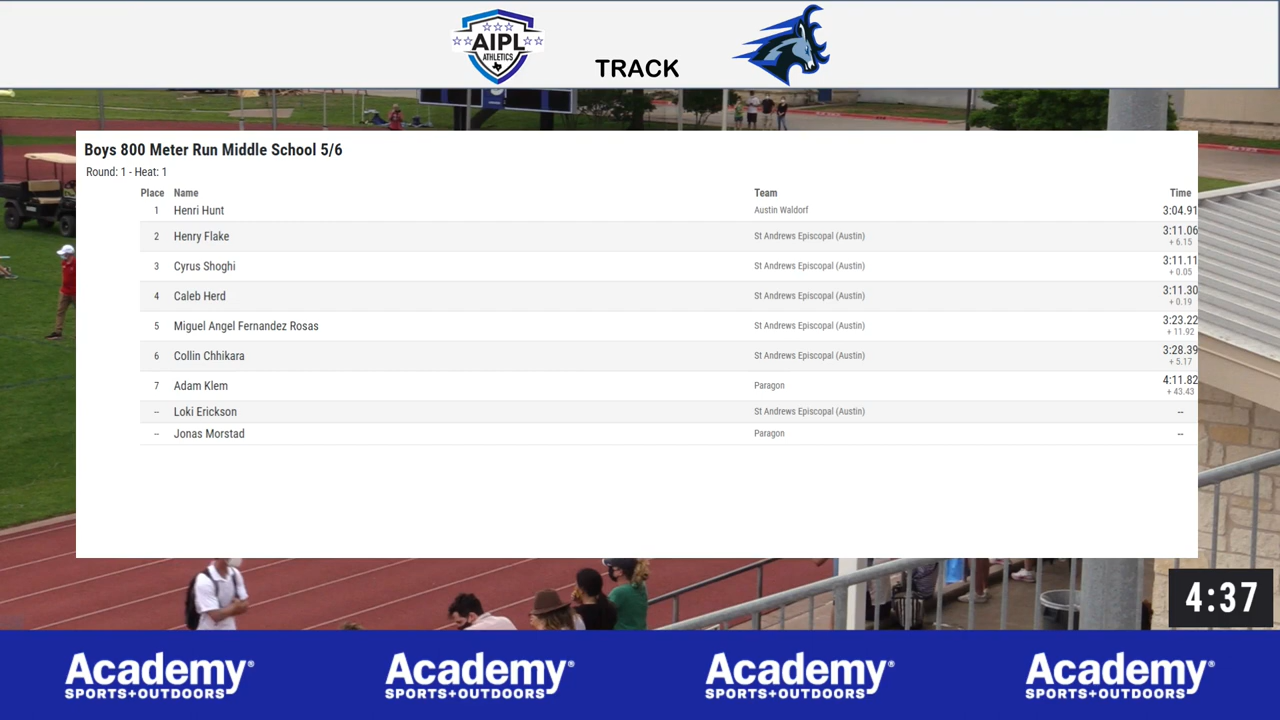 AIPL
ATHLETICS
TRACK
Boys 800 Meter Run Middle School 5/6
Round: 1 - Heat: 1
Place Name Team Time
1 Henri Hunt Austin Waldorf 3:04.91
2 Henry Flake St Andrews Episcopal (Austin) 3:11.06
+ 6.15
3 Cyrus Shoghi St Andrews Episcopal (Austin) 3:11.11
+ 0.05
4 Caleb Herd St Andrews Episcopal (Austin) 3:11.30
+ 0.19
5 Miguel Angel Fernandez Rosas St Andrews Episcopal (Austin) 3:23.22
+ 11.92
6 Collin Chhikara St Andrews Episcopal (Austin) 3:28.39
+ 5.17
7 Adam Klem Paragon 4:11.82
+ 43.43
-- Loki Erickson St Andrews Episcopal (Austin) --
-- Jonas Morstad Paragon --
4:37
Academy® Academy® Academy® Academy®
SPORTS+OUTDOORS SPORTS+OUTDOORS SPORTS+OUTDOORS SPORTS+OUTDOORS